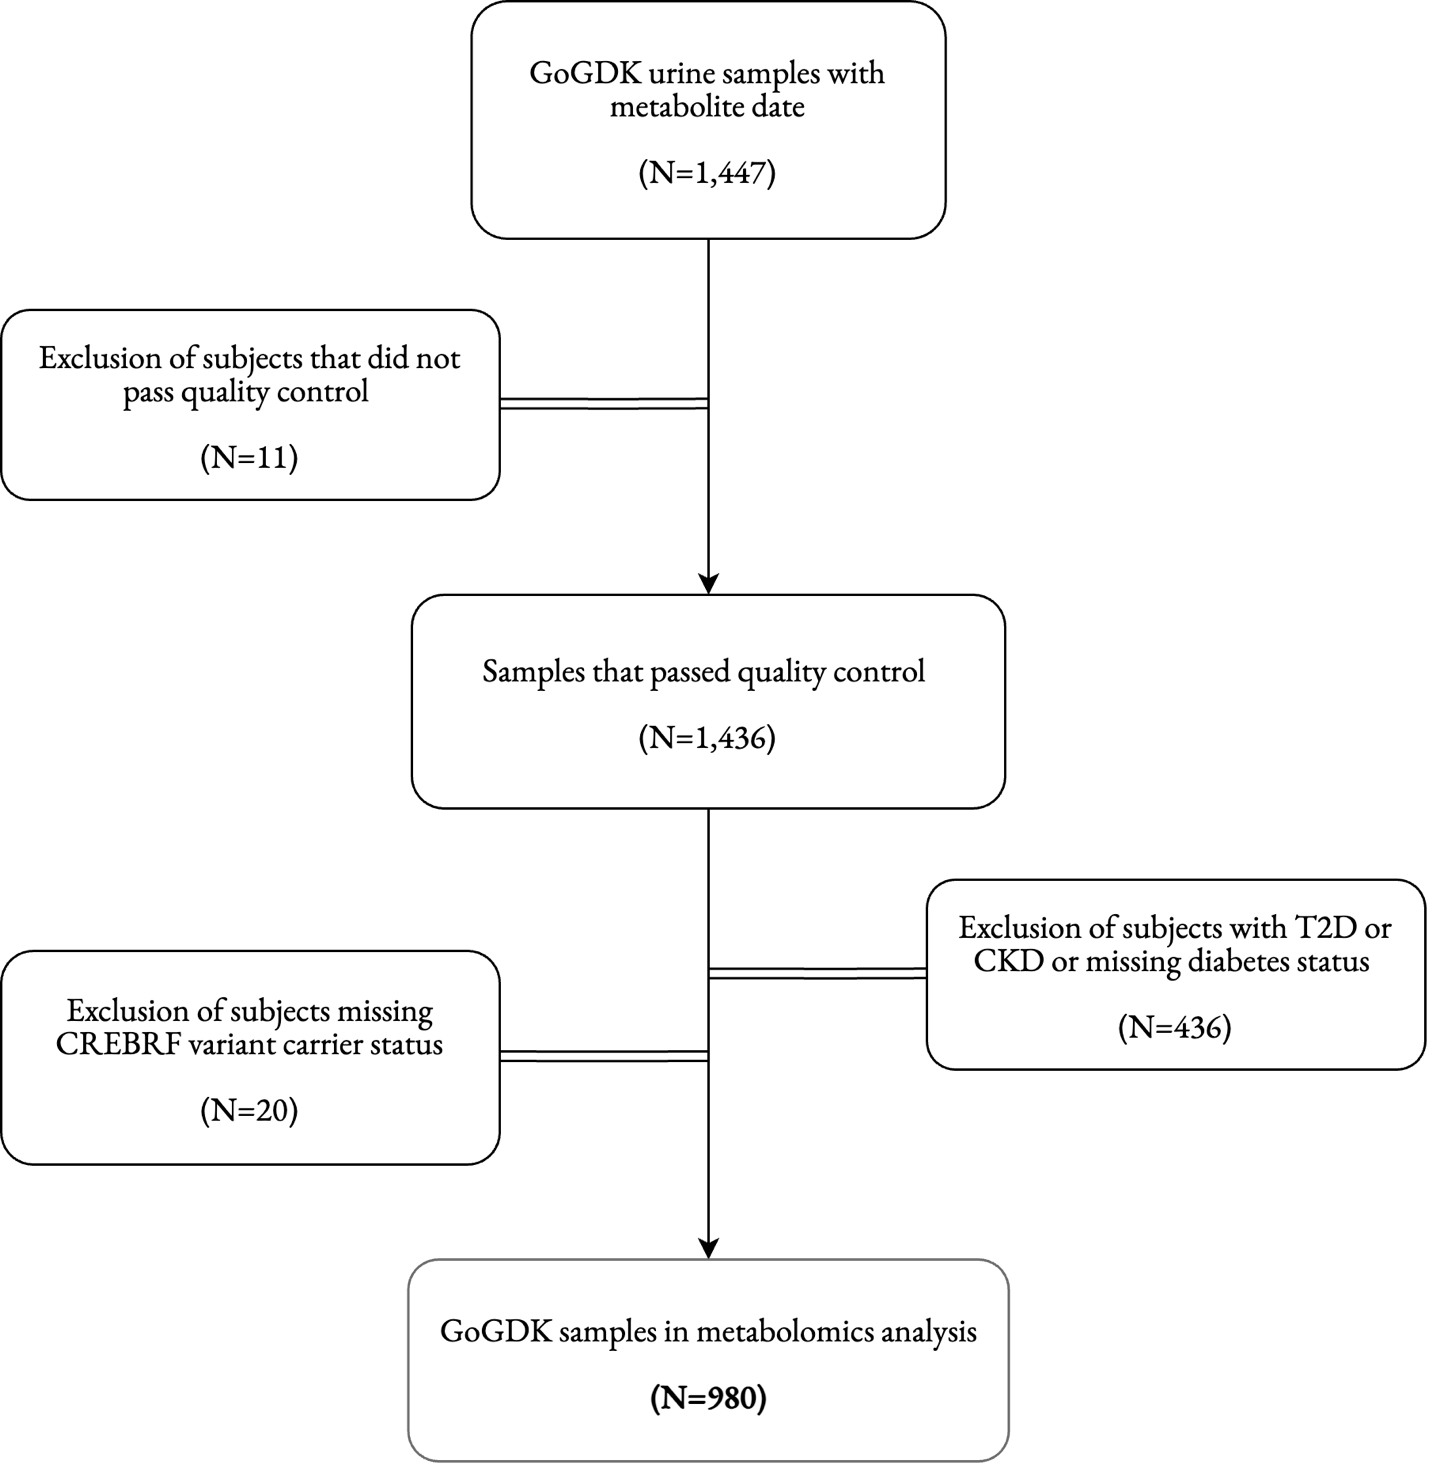 GoGDK urine samples with
metabolite date
(N=1,447)
Exclusion of subjects that did not
pass quality control
(N=11)
Samples that passed quality control
(N=1,436)
Exclusion of subjects with T2D or
CKD or missing diabetes status
(N=436)
Exclusion of subjects missing
CREBRF variant carrier status
(N=20)
GoGDK samples in metabolomics analysis
(N=980)